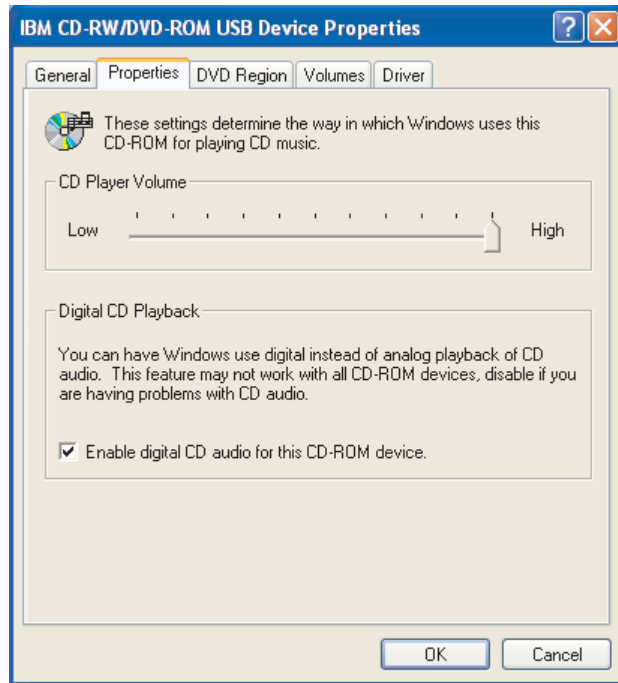 IBM CD-RW/DVD-ROM USB Device Properties
General Properties DVD Region Volumes Driver
These settings determine the way in which Windows uses this
CD-ROM for playing CD music.
CD Player Volume
Low High
Digital CD Playback
You can have Windows use digital instead of analog playback of CD
audio. This feature may not work with all CD-ROM devices, disable if you
are having problems with CD audio.
Enable digital CD audio for this CD-ROM device.
OK Cancel